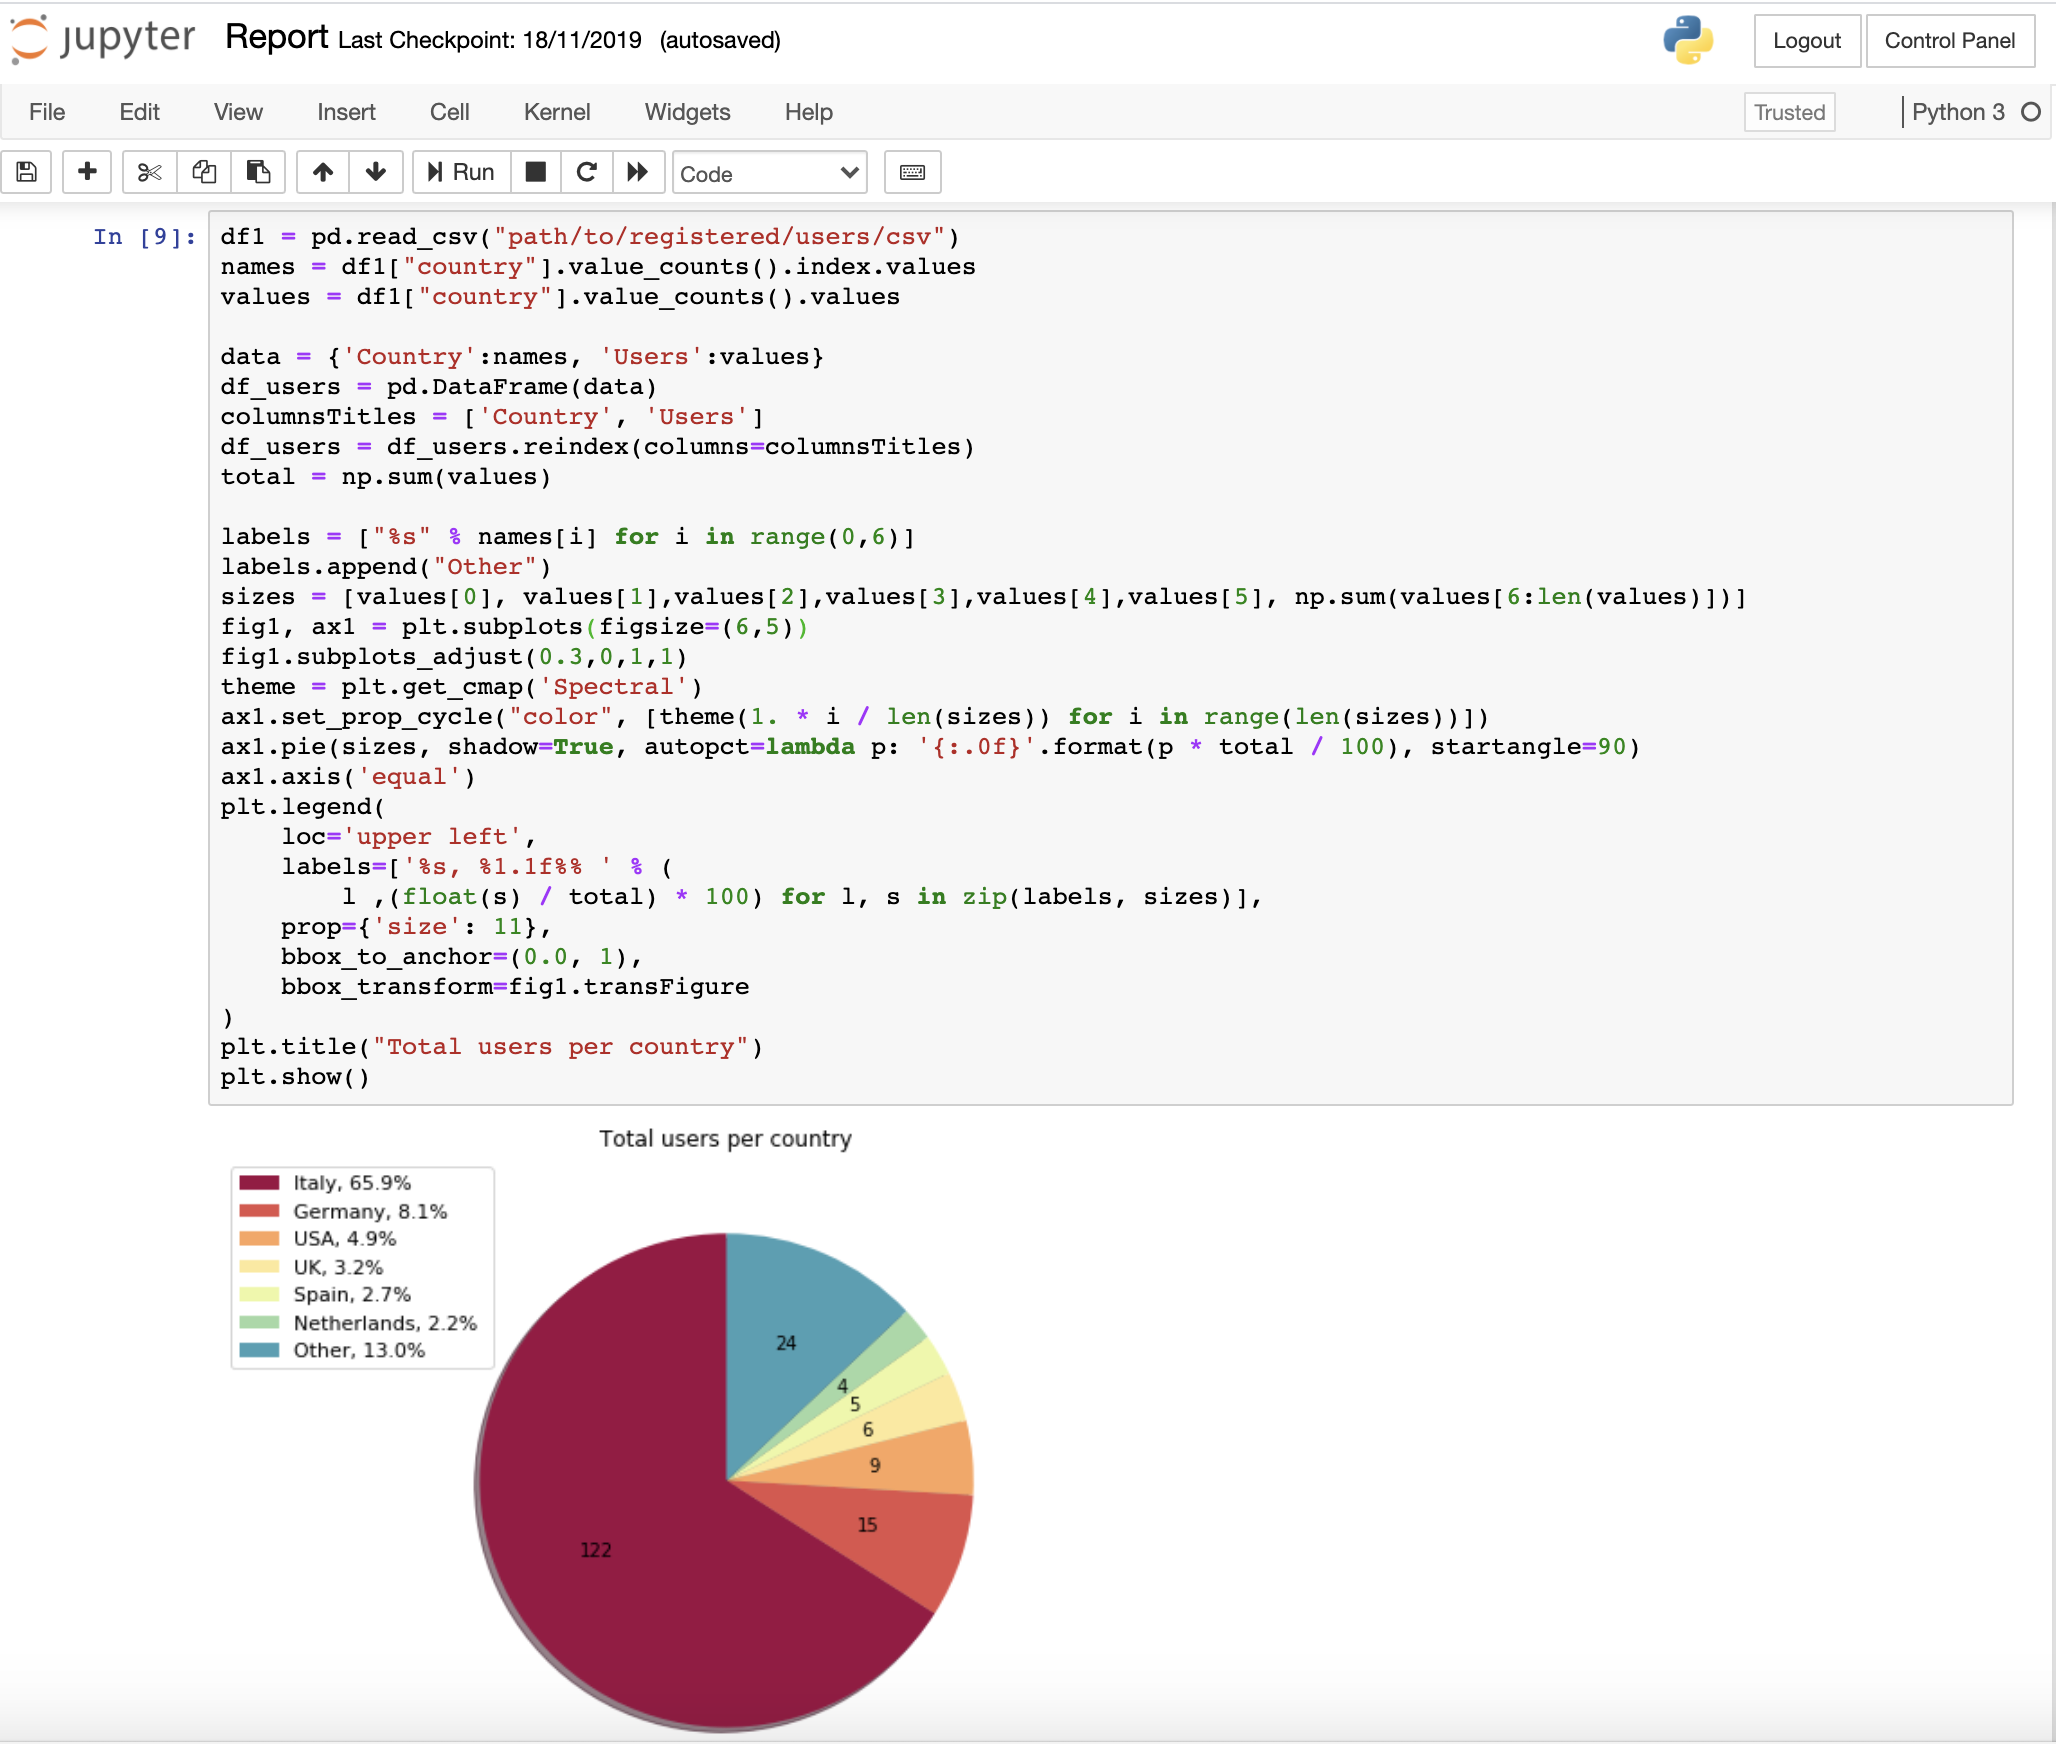 jupyter Report Last Checkpoint: 18/11/2019 (autosaved) Logout Control Panel
File Edit View Insert Cell Kernel Widgets Help Trusted Python 3
Run Code
In [9]: df1 = pd.read_csv("path/to/registered/users/csv")
names = df1["country"].value_counts().index.values
values = df1["country"].value_counts().values

data = {'Country':names, 'Users':values}
df_users = pd.DataFrame(data)
columnsTitles = ['Country', 'Users']
df_users = df_users.reindex(columns=columnsTitles)
total = np.sum(values)

labels = ["%s" % names[i] for i in range(0,6)]
labels.append("Other")
sizes = [values[0], values[1],values[2],values[3],values[4],values[5], np.sum(values[6:len(values)])]
fig1, ax1 = plt.subplots(figsize=(6,5))
fig1.subplots_adjust(0.3,0,1,1)
theme = plt.get_cmap('Spectral')
ax1.set_prop_cycle("color", [theme(1. * i / len(sizes)) for i in range(len(sizes))])
ax1.pie(sizes, shadow=True, autopct=lambda p: '{:.0f}'.format(p * total / 100), startangle=90)
ax1.axis('equal')
plt.legend(
    loc='upper left',
    labels=['%s, %1.1f%% ' % (
        l ,(float(s) / total) * 100) for l, s in zip(labels, sizes)],
    prop={'size': 11},
    bbox_to_anchor=(0.0, 1),
    bbox_transform=fig1.transFigure
)
plt.title("Total users per country")
plt.show()
Total users per country
Italy, 65.9%
Germany, 8.1%
USA, 4.9%
UK, 3.2%
Spain, 2.7%
Netherlands, 2.2%
Other, 13.0%
24
4
5
6
9
15
122